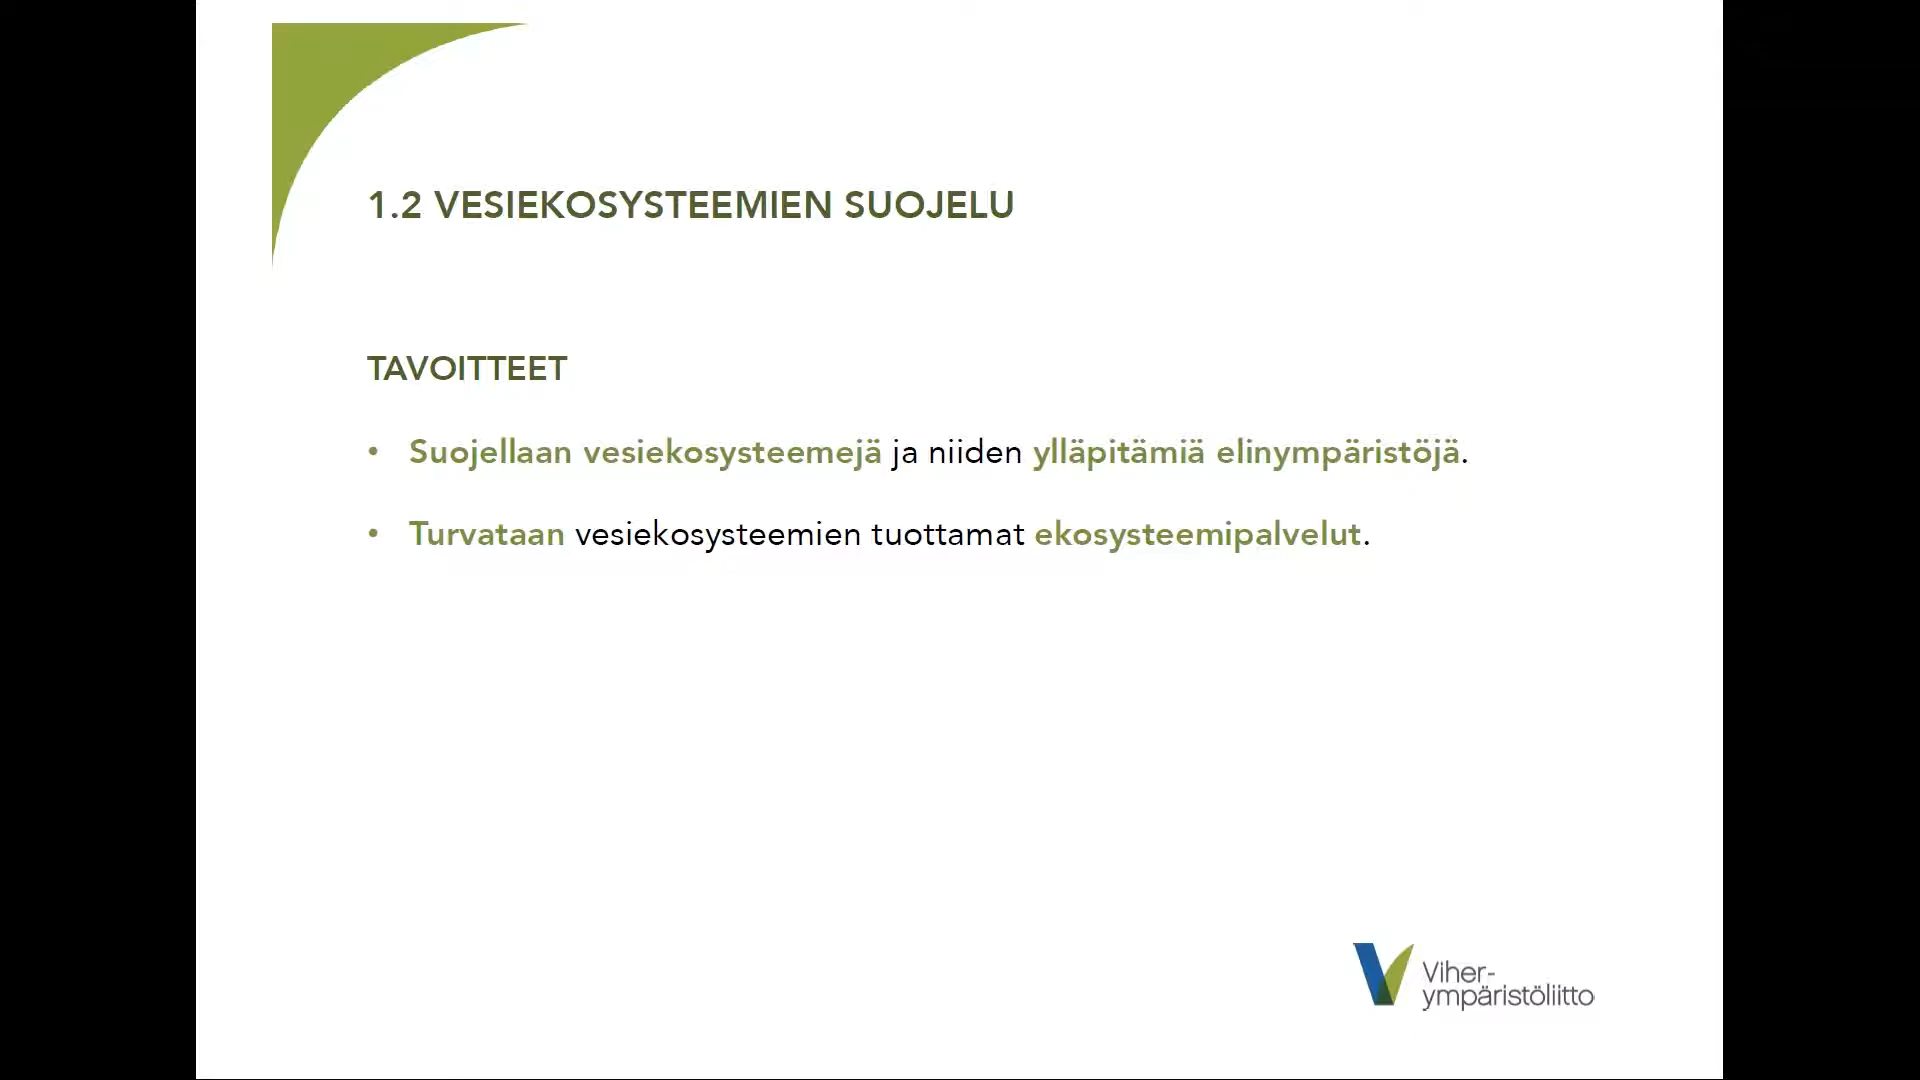 1.2 VESIEKOSYSTEEMIEN SUOJELU
TAVOITTEET
• Suojellaan vesiekosysteemejä ja niiden ylläpitämiä elinympäristöjä.
• Turvataan vesiekosysteemien tuottamat ekosysteemipalvelut.
Viher-
ympäristöliitto